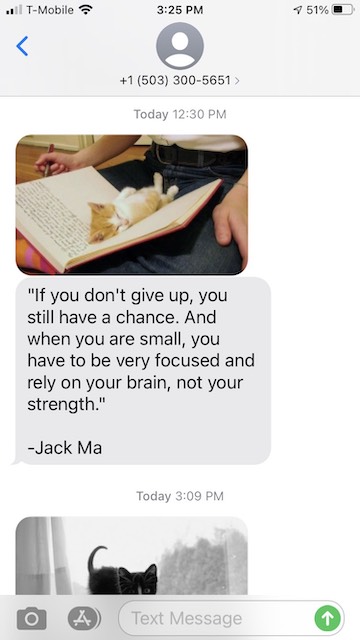 T-Mobile 3:25 PM 51%
+1 (503) 300-5651 >
Today 12:30 PM
"If you don't give up, you
still have a chance. And
when you are small, you
have to be very focused and
rely on your brain, not your
strength."
-Jack Ma
Today 3:09 PM
Text Message